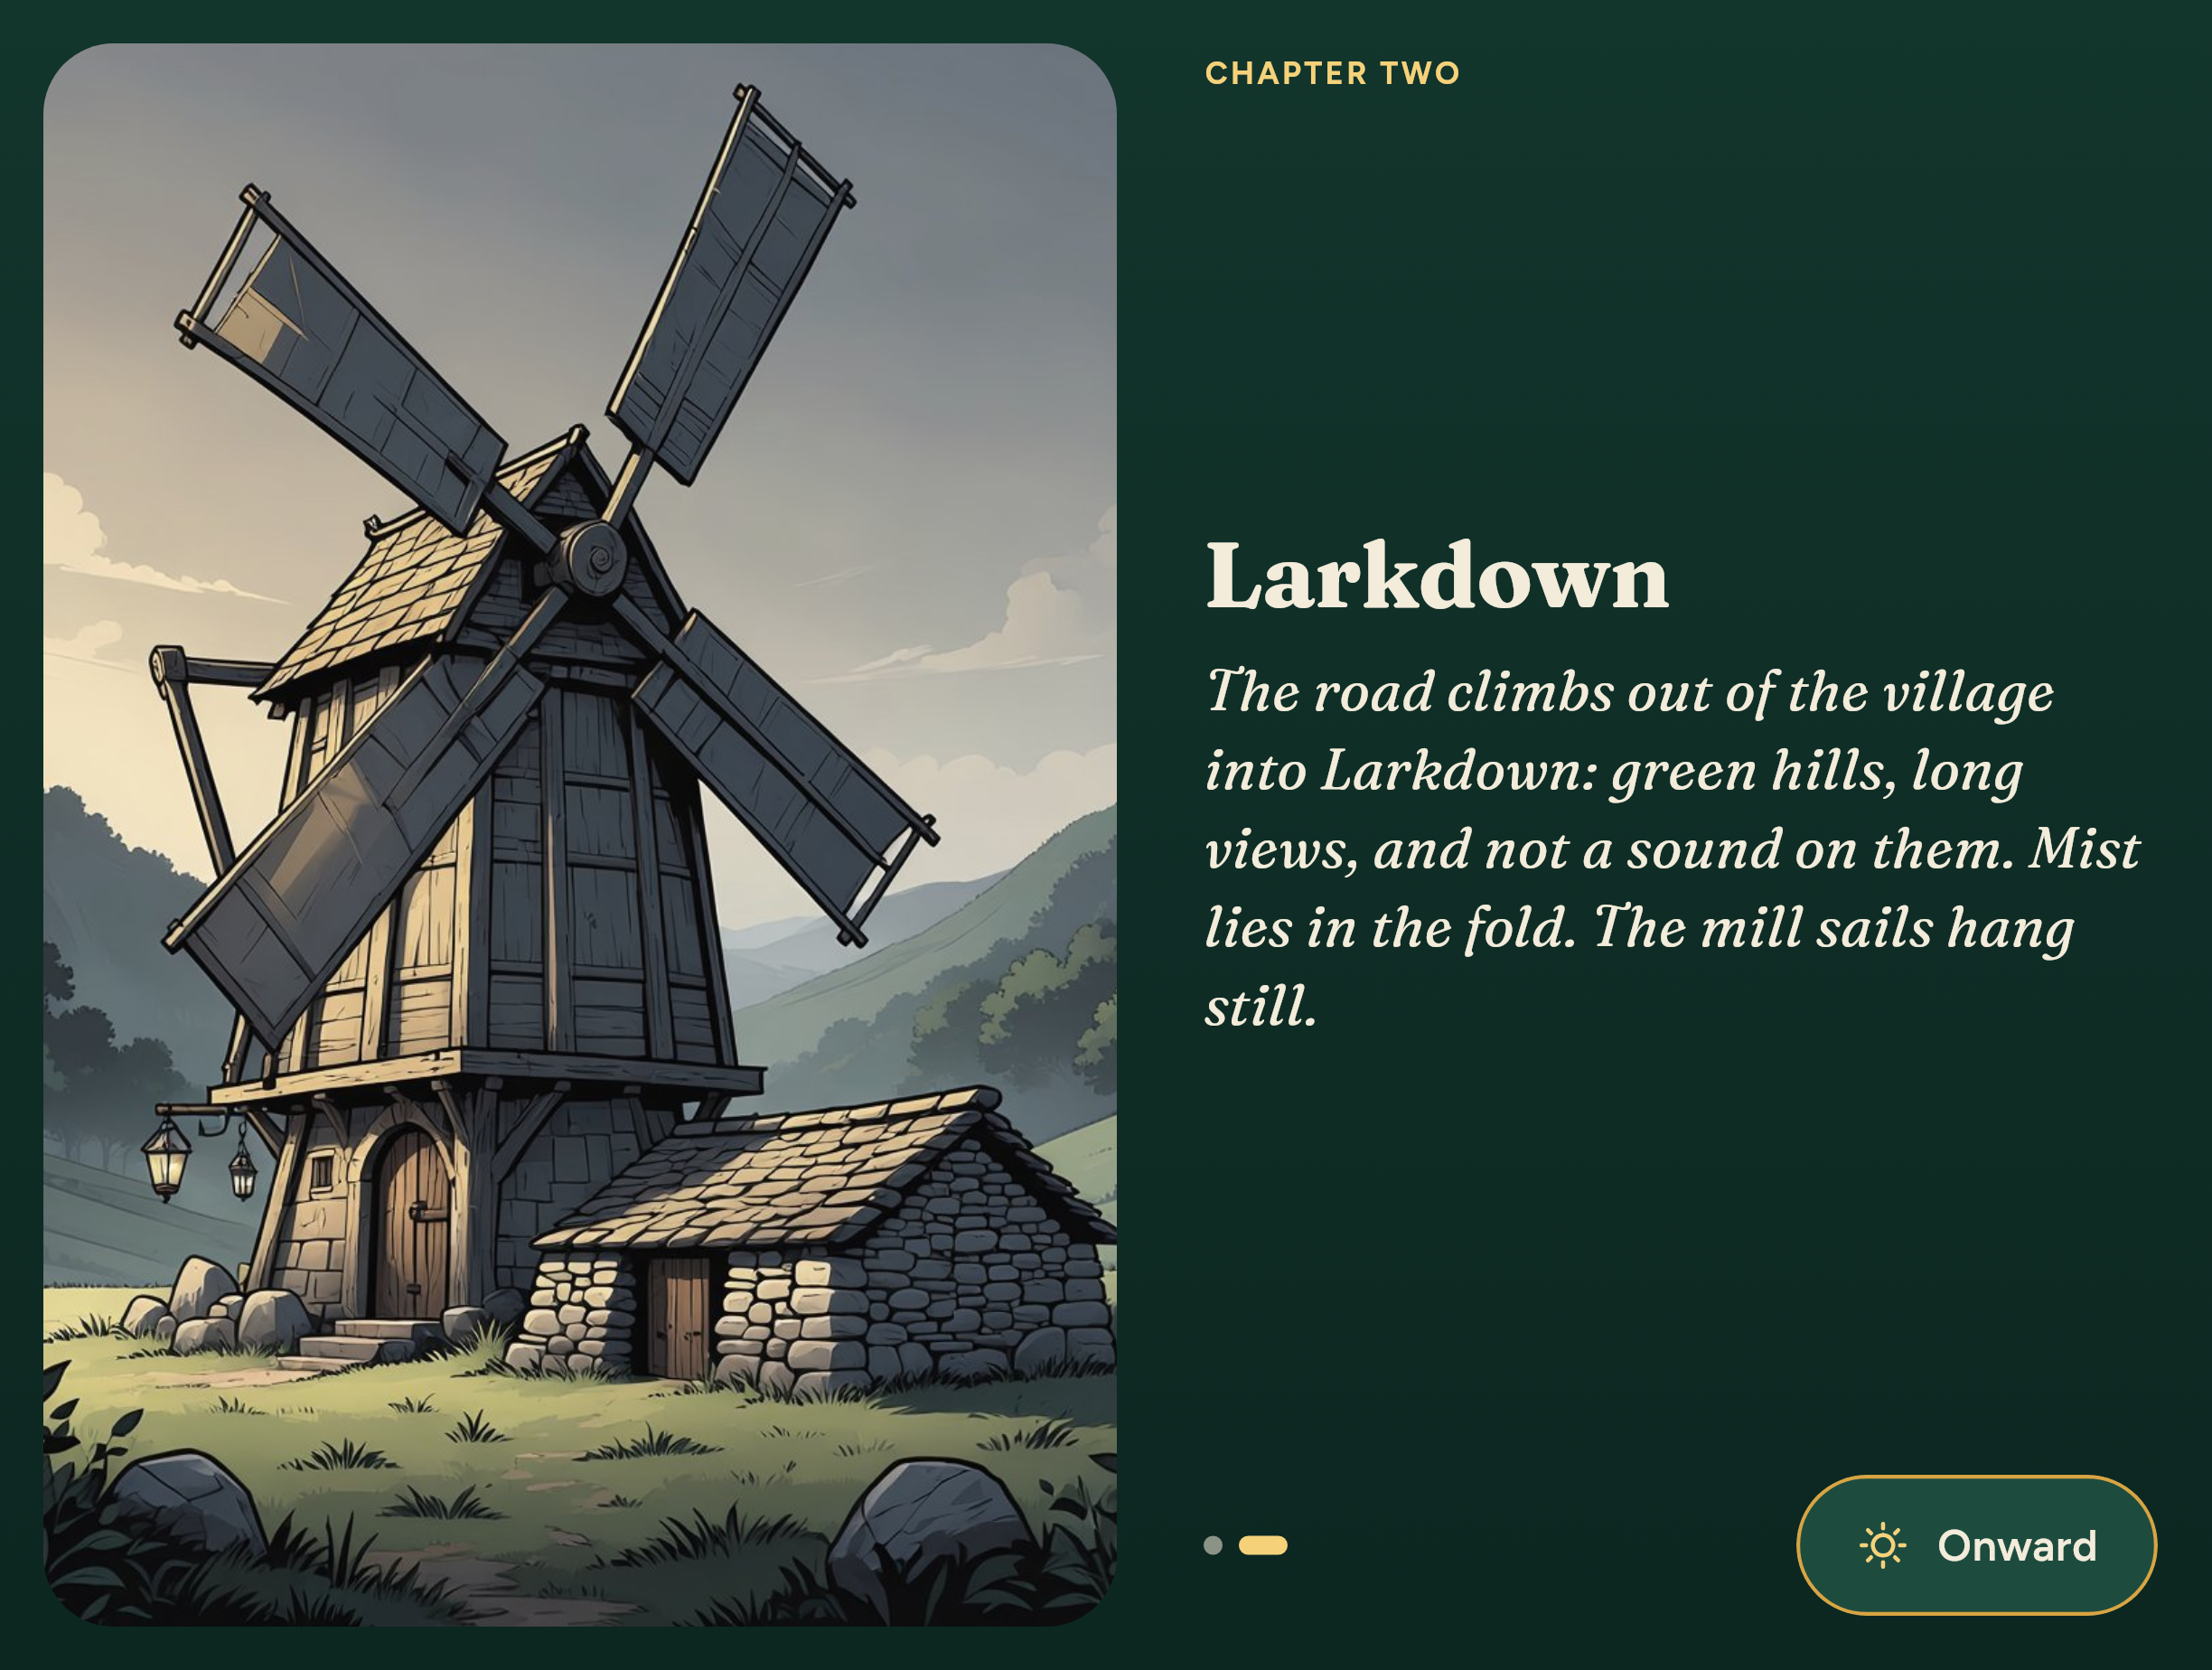 CHAPTER TWO
Larkdown
The road climbs out of the village
into Larkdown: green hills, long
views, and not a sound on them. Mist
lies in the fold. The mill sails hang
still.
Onward